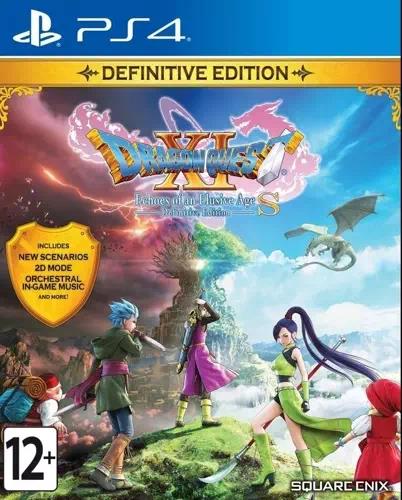 PS4
DEFINITIVE EDITION
DRAGON QUEST
XI
Echoes of an Elusive Age S
Definitive Edition
INCLUDES
NEW SCENARIOS
2D MODE
ORCHESTRAL
IN-GAME MUSIC
AND MORE!
12+
SQUARE ENIX